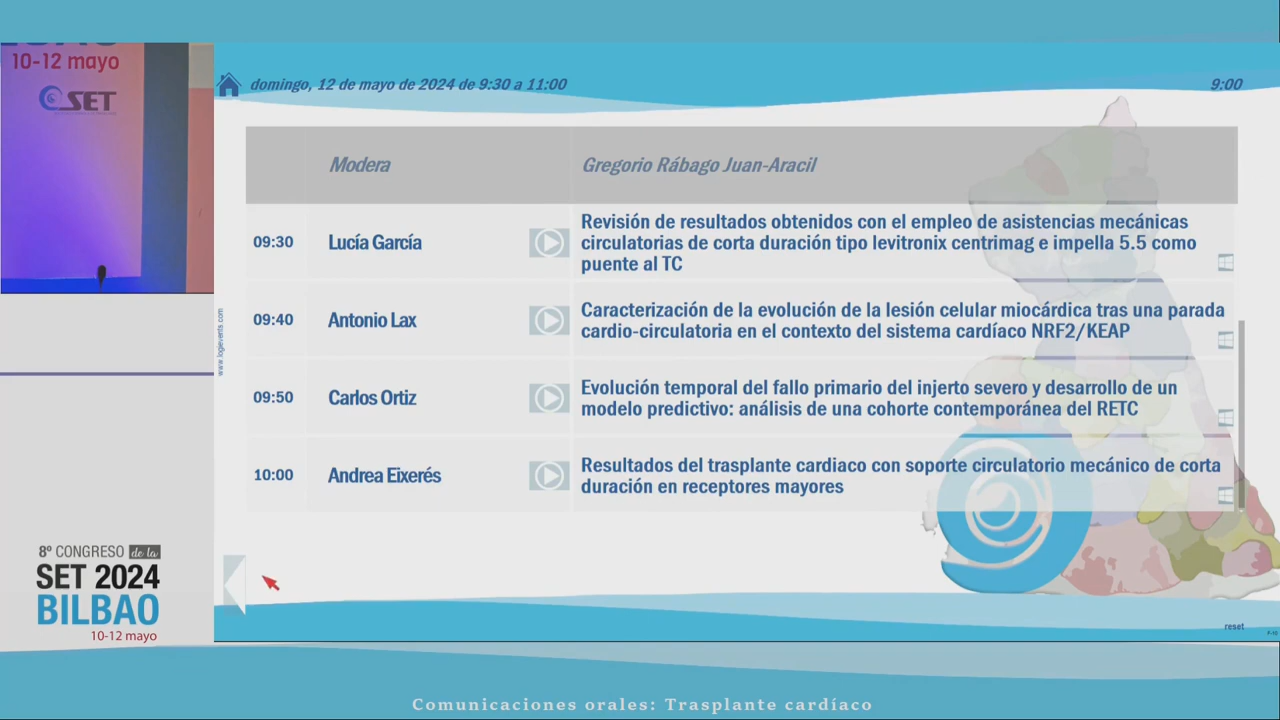 10-12 mayo
SET
domingo, 12 de mayo de 2024 de 9:30 a 11:00
9:00
Modera
Gregorio Rábago Juan-Aracil
09:30
Lucía García
Revisión de resultados obtenidos con el empleo de asistencias mecánicas
circulatorias de corta duración tipo levitronix centrimag e impella 5.5 como
puente al TC
09:40
Antonio Lax
Caracterización de la evolución de la lesión celular miocárdica tras una parada
cardio-circulatoria en el contexto del sistema cardíaco NRF2/KEAP
09:50
Carlos Ortiz
Evolución temporal del fallo primario del injerto severo y desarrollo de un
modelo predictivo: análisis de una cohorte contemporánea del RETC
10:00
Andrea Eixerés
Resultados del trasplante cardiaco con soporte circulatorio mecánico de corta
duración en receptores mayores
www.logievents.com
8º CONGRESO de la
SET 2024
BILBAO
10-12 mayo
reset
Comunicaciones orales: Trasplante cardíaco